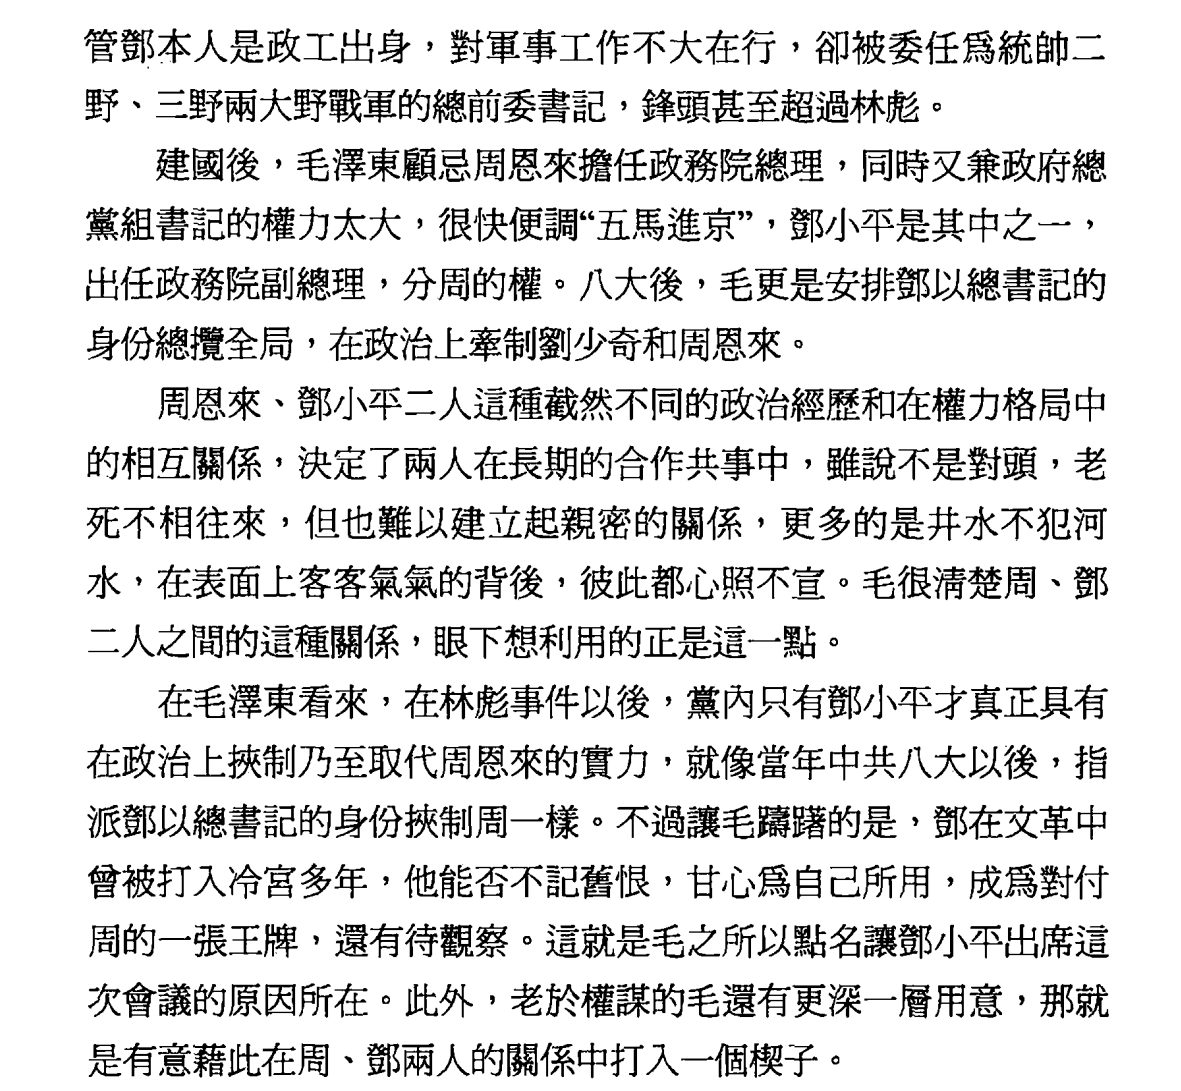 管鄧本人是政工出身，對軍事工作不大在行，卻被委任爲統帥二
野、三野兩大野戰軍的總前委書記，鋒頭甚至超過林彪。
建國後，毛澤東顧忌周恩來擔任政務院總理，同時又兼政府總
黨組書記的權力太大，很快便調“五馬進京”，鄧小平是其中之一，
出任政務院副總理，分周的權。八大後，毛更是安排鄧以總書記的
身份總攬全局，在政治上牽制劉少奇和周恩來。
周恩來、鄧小平二人這種截然不同的政治經歷和在權力格局中
的相互關係，決定了兩人在長期的合作共事中，雖說不是對頭，老
死不相往來，但也難以建立起親密的關係，更多的是井水不犯河
水，在表面上客客氣氣的背後，彼此都心照不宣。毛很清楚周、鄧
二人之間的這種關係，眼下想利用的正是這一點。
在毛澤東看來，在林彪事件以後，黨內只有鄧小平才真正具有
在政治上挾制乃至取代周恩來的實力，就像當年中共八大以後，指
派鄧以總書記的身份挾制周一樣。不過讓毛躊躇的是，鄧在文革中
曾被打入冷宮多年，他能否不記舊恨，甘心爲自己所用，成爲對付
周的一張王牌，還有待觀察。這就是毛之所以點名讓鄧小平出席這
次會議的原因所在。此外，老於權謀的毛還有更深一層用意，那就
是有意藉此在周、鄧兩人的關係中打入一個楔子。